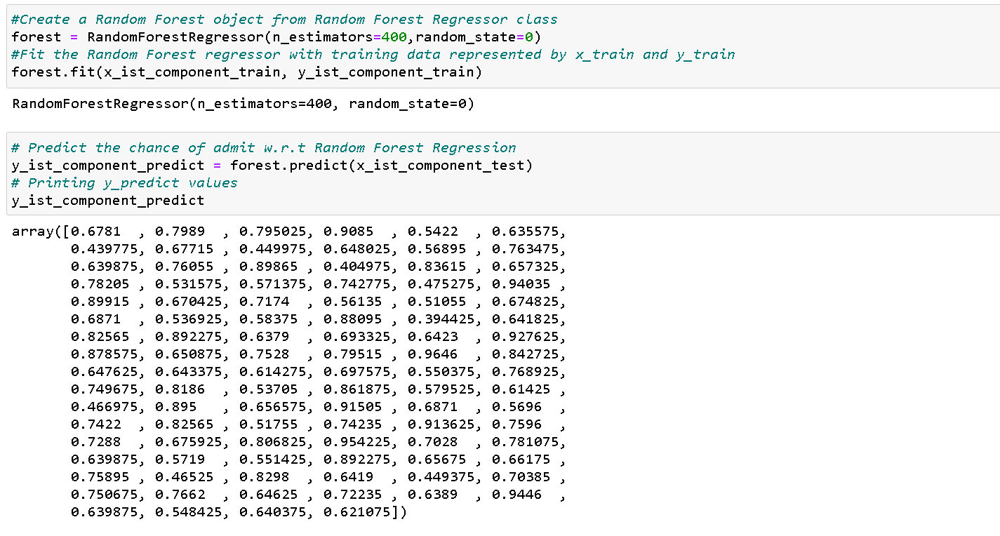 #Create a Random Forest object from Random Forest Regressor class
forest = RandomForestRegressor(n_estimators=400,random_state=0)
#Fit the Random Forest regressor with training data represented by x_train and y_train
forest.fit(x_ist_component_train, y_ist_component_train)
RandomForestRegressor(n_estimators=400, random_state=0)
# Predict the chance of admit w.r.t Random Forest Regression
y_ist_component_predict = forest.predict(x_ist_component_test)
# Printing y_predict values
y_ist_component_predict
array([0.6781  , 0.7989  , 0.795025, 0.9085  , 0.5422  , 0.635575,
       0.439775, 0.67715 , 0.449975, 0.648025, 0.56895 , 0.763475,
       0.639875, 0.76055 , 0.89865 , 0.404975, 0.83615 , 0.657325,
       0.78205 , 0.531575, 0.571375, 0.742775, 0.475275, 0.94035 ,
       0.89915 , 0.670425, 0.7174  , 0.56135 , 0.51055 , 0.674825,
       0.6871  , 0.536925, 0.58375 , 0.88095 , 0.394425, 0.641825,
       0.82565 , 0.892275, 0.6379  , 0.693325, 0.6423  , 0.927625,
       0.878575, 0.650875, 0.7528  , 0.79515 , 0.9646  , 0.842725,
       0.647625, 0.643375, 0.614275, 0.697575, 0.550375, 0.768925,
       0.749675, 0.8186  , 0.53705 , 0.861875, 0.579525, 0.61425 ,
       0.466975, 0.895   , 0.656575, 0.91505 , 0.6871  , 0.5696  ,
       0.7422  , 0.82565 , 0.51755 , 0.74235 , 0.913625, 0.7596  ,
       0.7288  , 0.675925, 0.806825, 0.954225, 0.7028  , 0.781075,
       0.639875, 0.5719  , 0.551425, 0.892275, 0.65675 , 0.66175 ,
       0.75895 , 0.46525 , 0.8298  , 0.6419  , 0.449375, 0.70385 ,
       0.750675, 0.7662  , 0.64625 , 0.72235 , 0.6389  , 0.9446  ,
       0.639875, 0.548425, 0.640375, 0.621075])